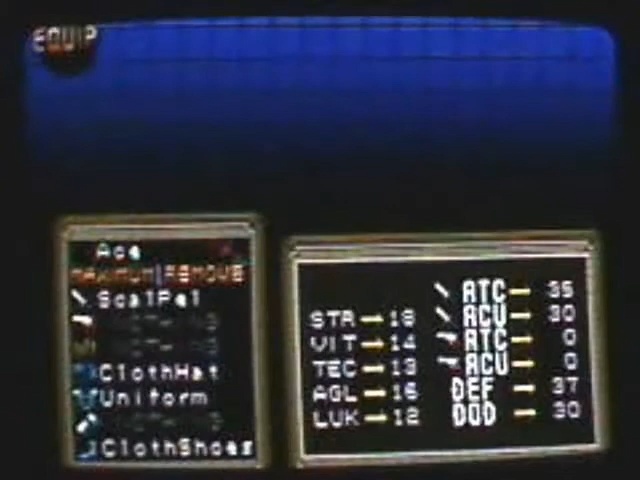 EQUIP
Ace
MAXIMUM REMOVE
ScalPel
ClothHat
Uniform
ClothShoes
STR 18
VIT 14
TEC 13
AGL 16
LUK 12
ATC 35
ACU 30
ATC 0
ACU 0
DEF 37
DOD 30